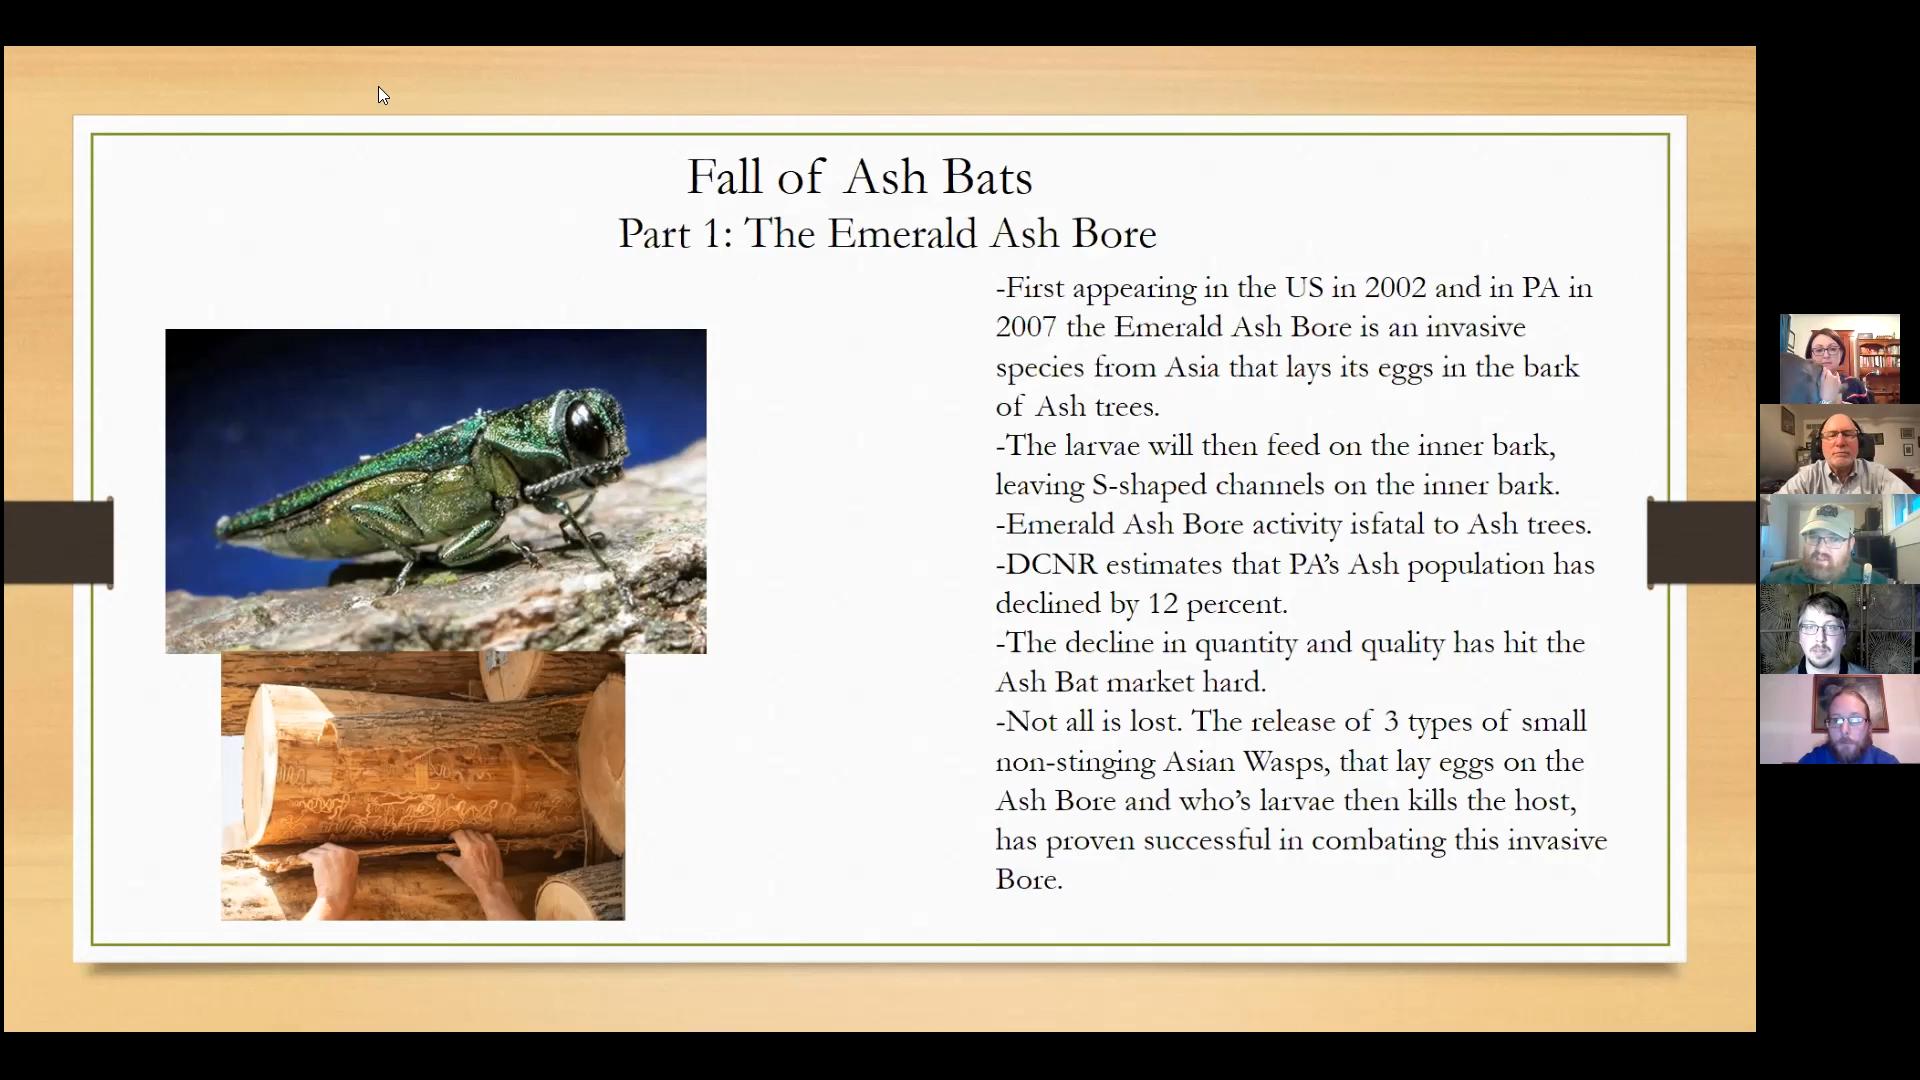 Fall of Ash Bats
Part 1: The Emerald Ash Bore
-First appearing in the US in 2002 and in PA in
2007 the Emerald Ash Bore is an invasive
species from Asia that lays its eggs in the bark
of Ash trees.
-The larvae will then feed on the inner bark,
leaving S-shaped channels on the inner bark.
-Emerald Ash Bore activity isfatal to Ash trees.
-DCNR estimates that PA’s Ash population has
declined by 12 percent.
-The decline in quantity and quality has hit the
Ash Bat market hard.
-Not all is lost. The release of 3 types of small
non-stinging Asian Wasps, that lay eggs on the
Ash Bore and who’s larvae then kills the host,
has proven successful in combating this invasive
Bore.